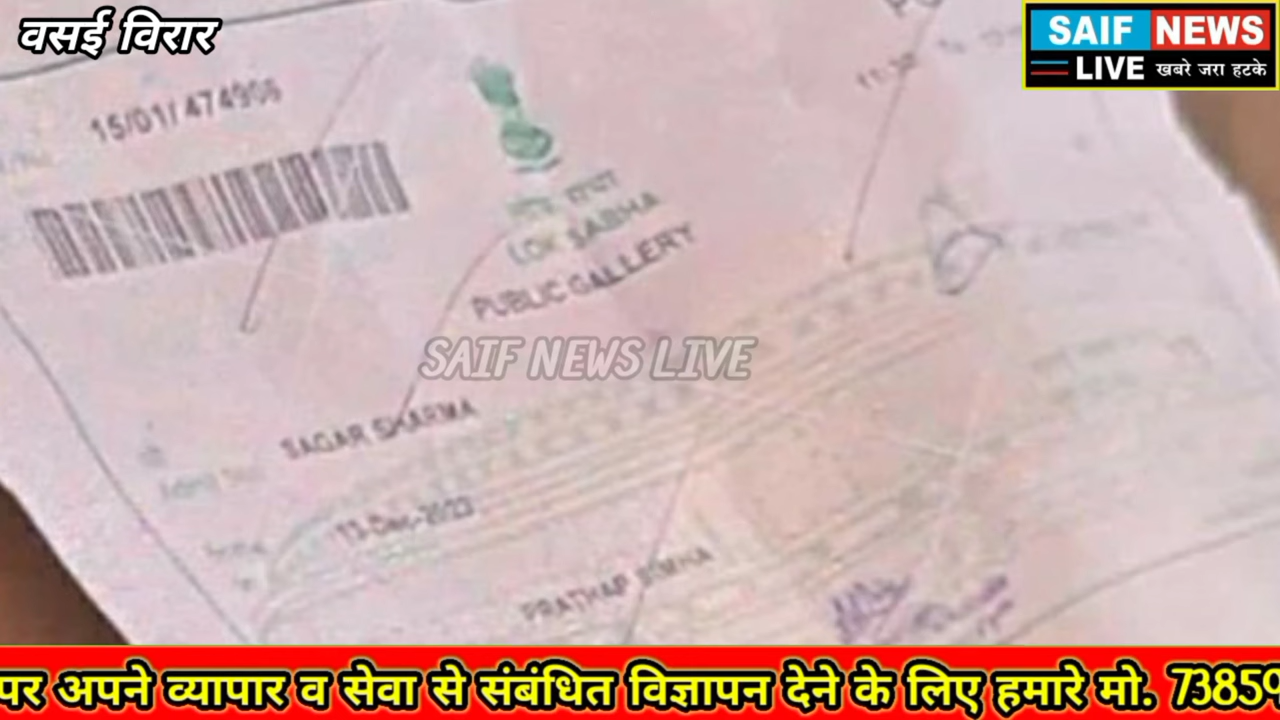 वसई विरार
SAIF NEWS
LIVE खबरे जरा हटके
15/01/474906
LOK SABHA
PUBLIC GALLERY
SAIF NEWS LIVE
SAGAR SHARMA
13-Dec-2023
PRATHAP SIMHA
पर अपने व्यापार व सेवा से संबंधित विज्ञापन देने के लिए हमारे मो. 73859